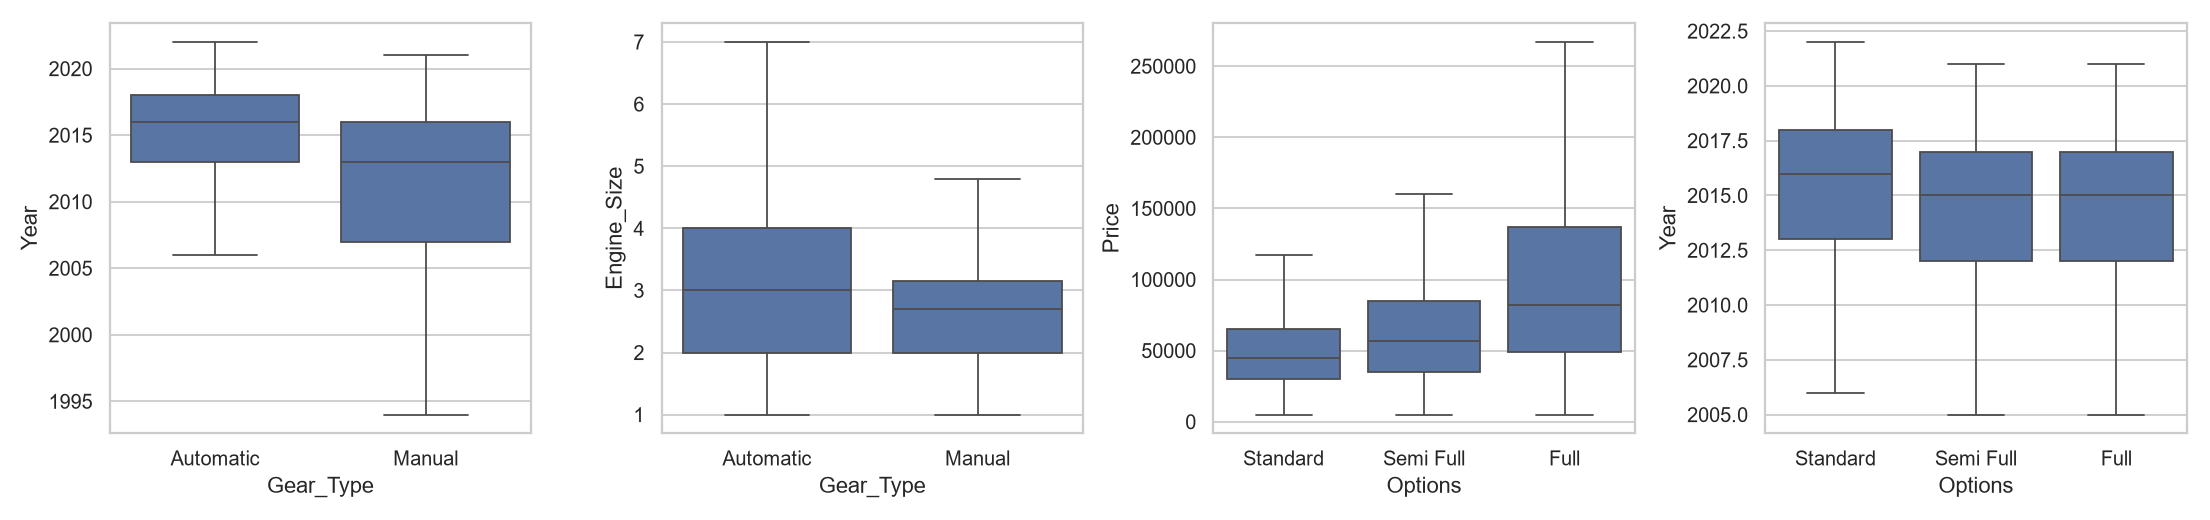 Year
2020
2015
2010
2005
2000
1995
Automatic Manual
Gear_Type
Engine_Size
7
6
5
4
3
2
1
Automatic Manual
Gear_Type
Price
250000
200000
150000
100000
50000
0
Standard Semi Full Full
Options
Year
2022.5
2020.0
2017.5
2015.0
2012.5
2010.0
2007.5
2005.0
Standard Semi Full Full
Options